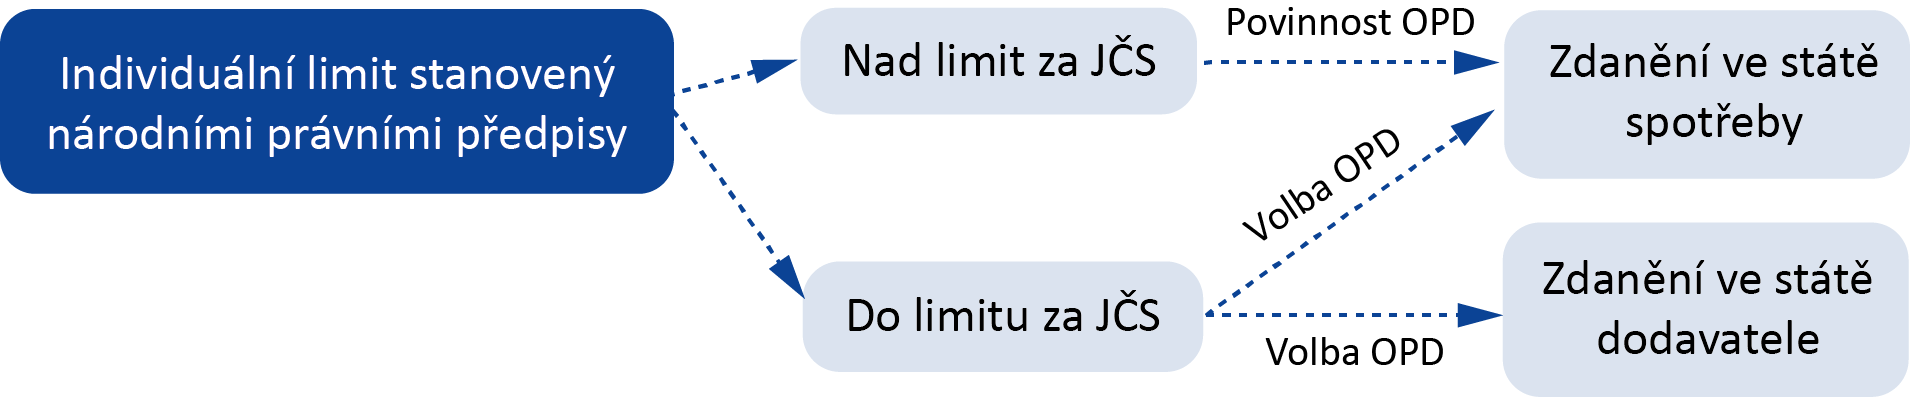 Individuální limit stanovený
národními právními předpisy
Nad limit za JČS
Povinnost OPD
Zdanění ve státě
spotřeby
Volba OPD
Do limitu za JČS
Volba OPD
Zdanění ve státě
dodavatele